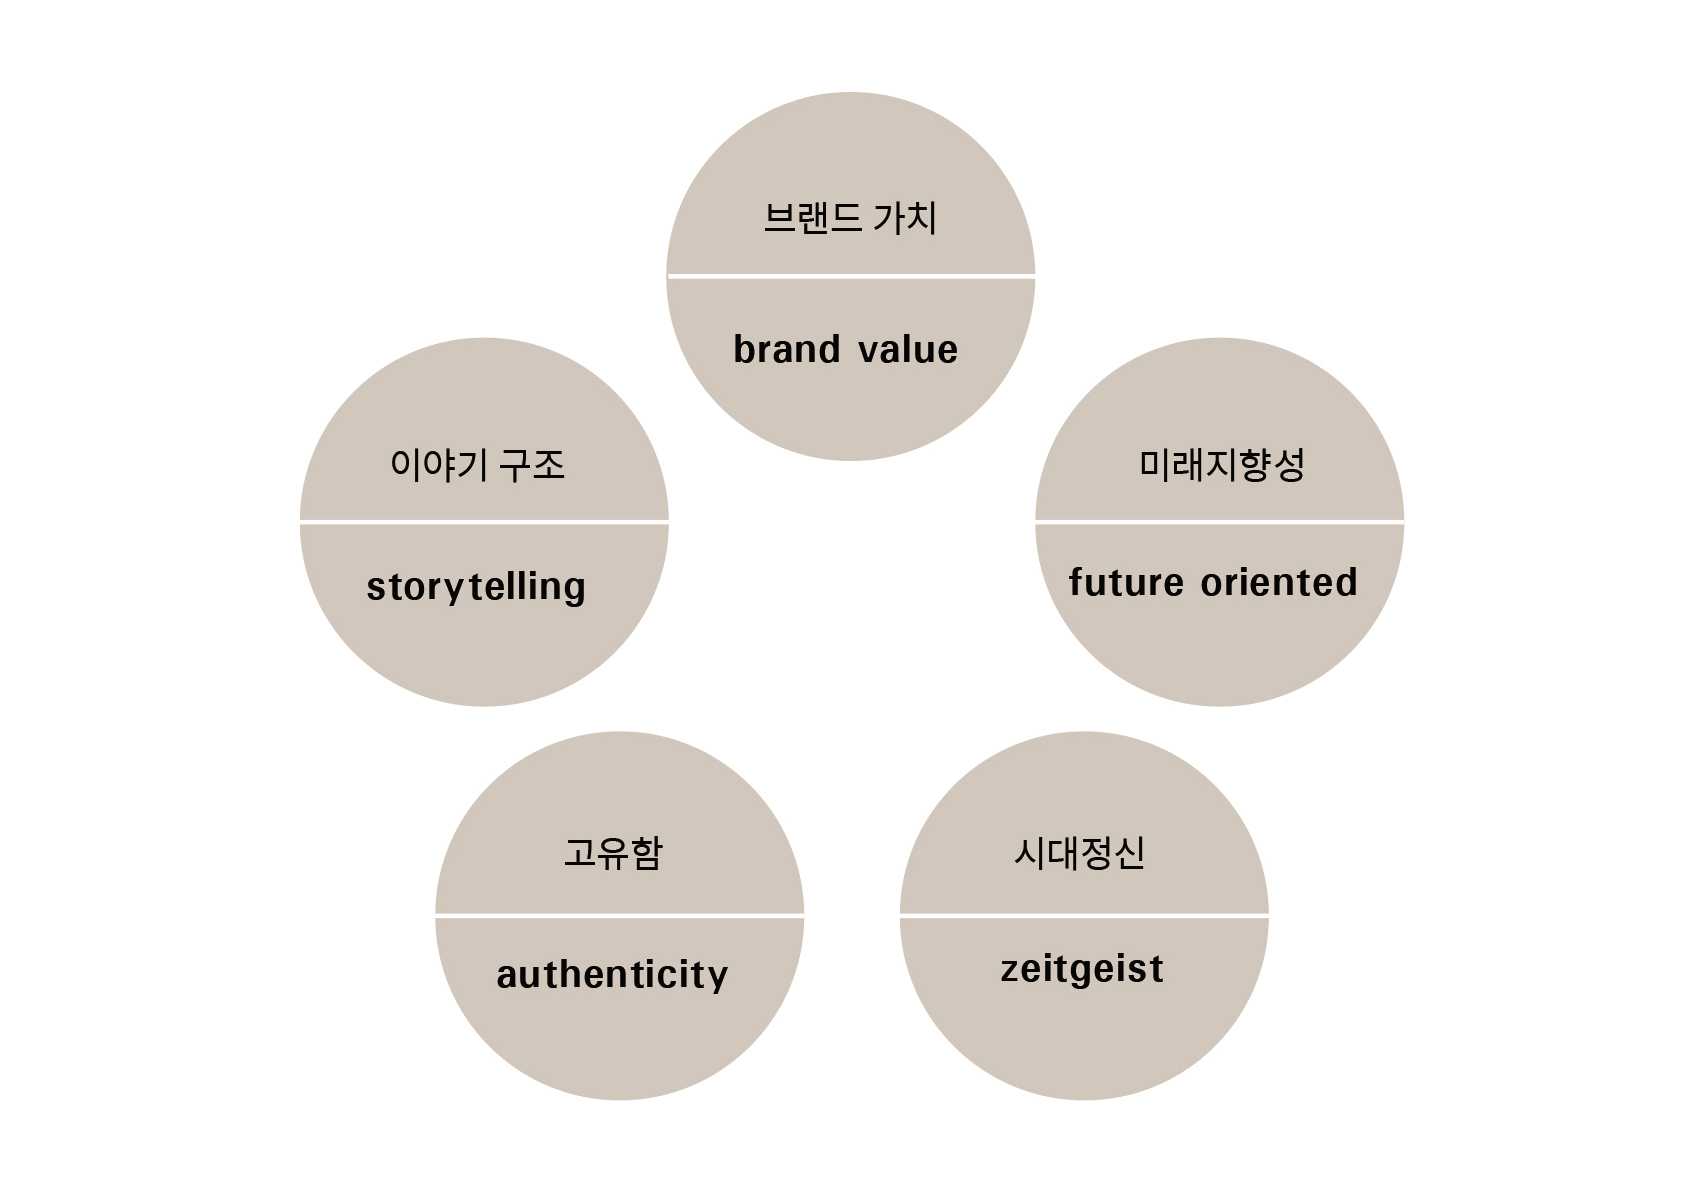 브랜드 가치
brand value
이야기 구조
storytelling
미래지향성
future oriented
고유함
authenticity
시대정신
zeitgeist